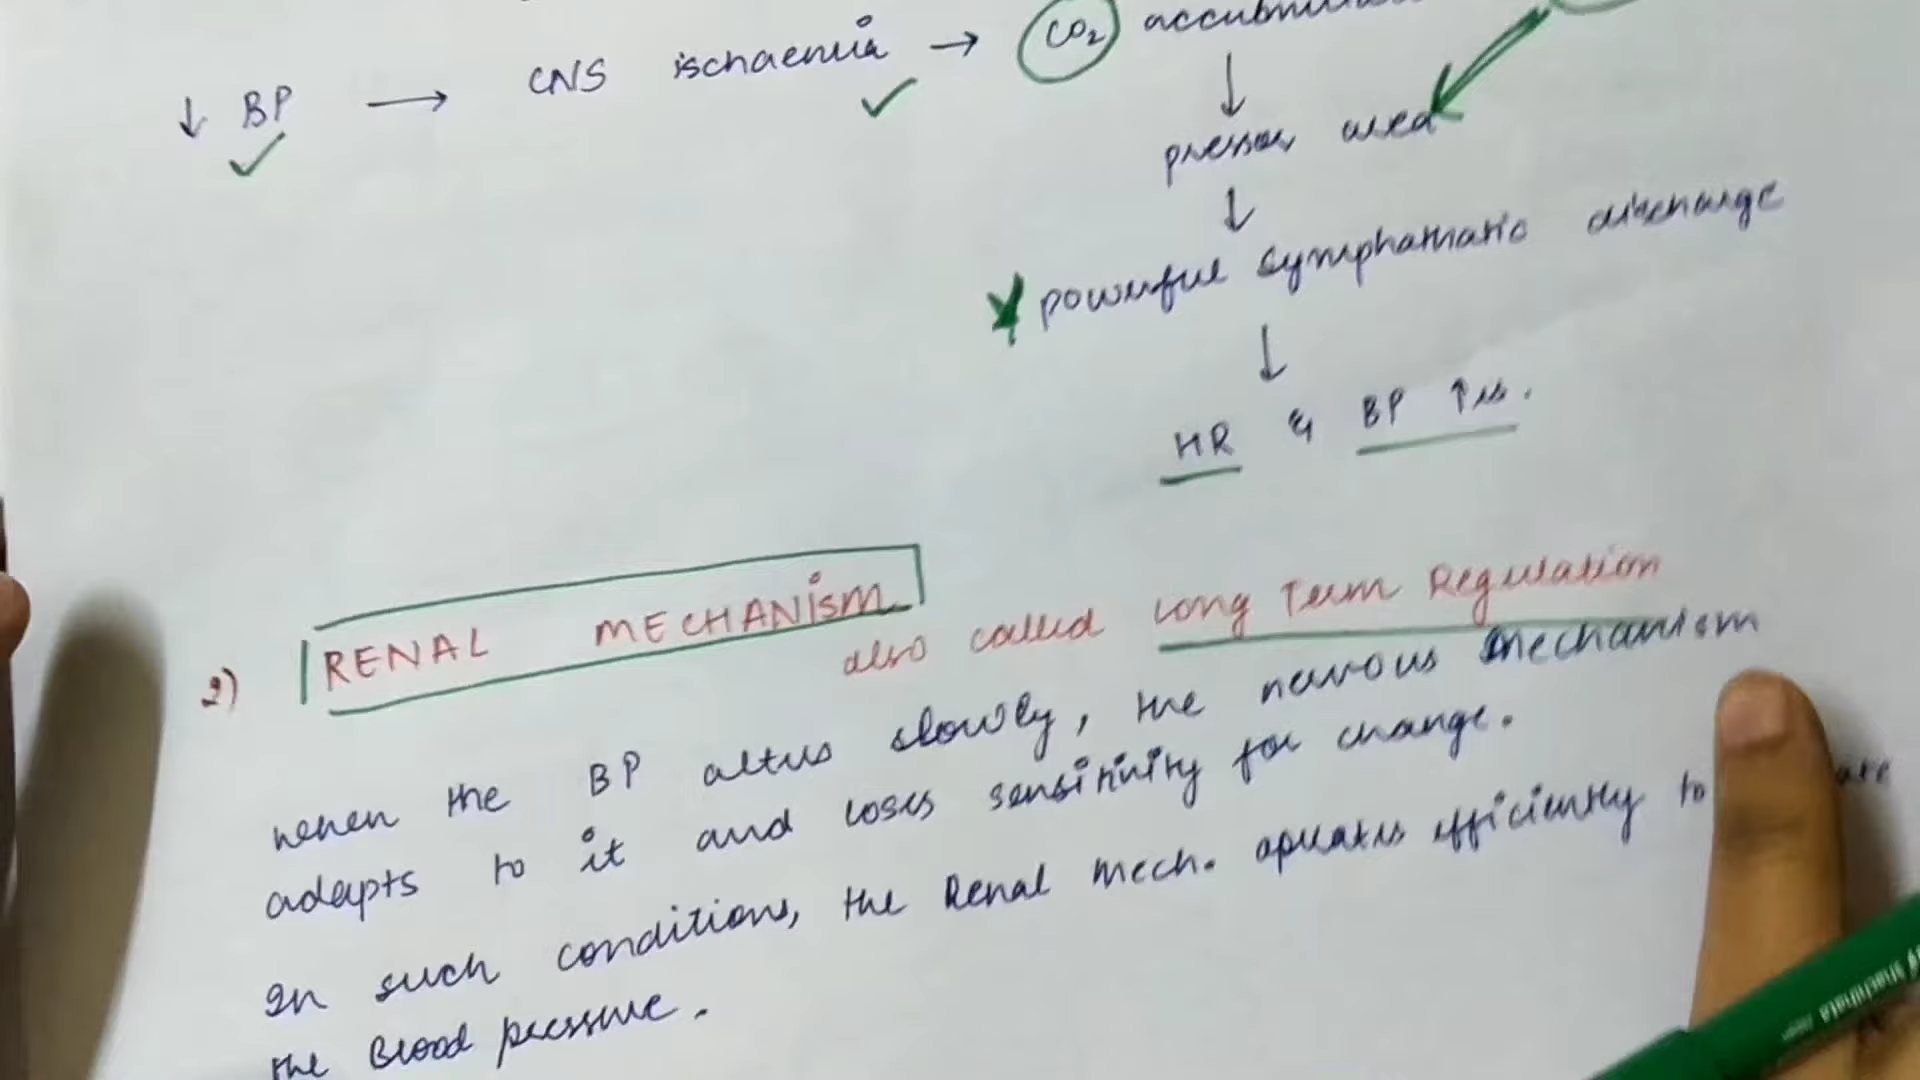 ↓ BP → CNS ischaemia → CO₂
↓
pressor area
↓
powerful symphathatic discharge
↓
HR & BP ↑es.
2) RENAL MECHANISM also called Long Term Regulation
when the BP alters slowly, the nervous mechanism
adapts to it and loses sensitivity for change.
In such conditions, the Renal mech. operates efficiently to
the Blood pressure.